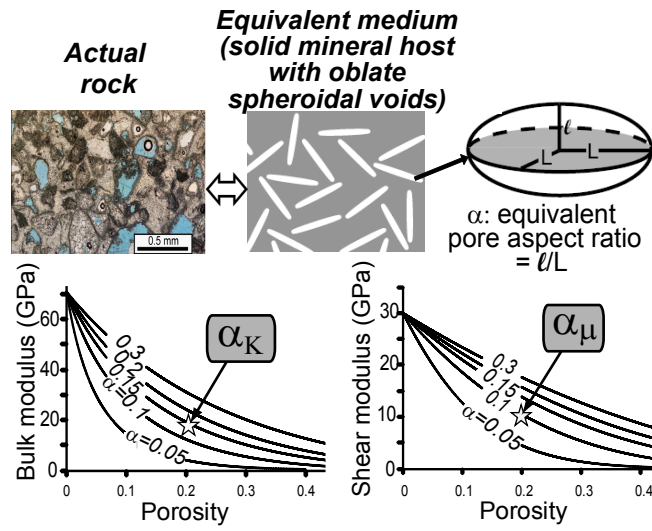 Actual
rock
Equivalent medium
(solid mineral host
with oblate
spheroidal voids)
0.5 mm
ℓ
L
L
α: equivalent
pore aspect ratio
= ℓ/L
Bulk modulus (GPa)
60
40
20
0
0
0.1
0.2
0.3
0.4
Porosity
0.3
0.2
0.15
α=0.1
α=0.05
αK
Shear modulus (GPa)
30
20
10
0
0
0.1
0.2
0.3
0.4
Porosity
0.3
0.2
0.15
0.1
α=0.05
αμ